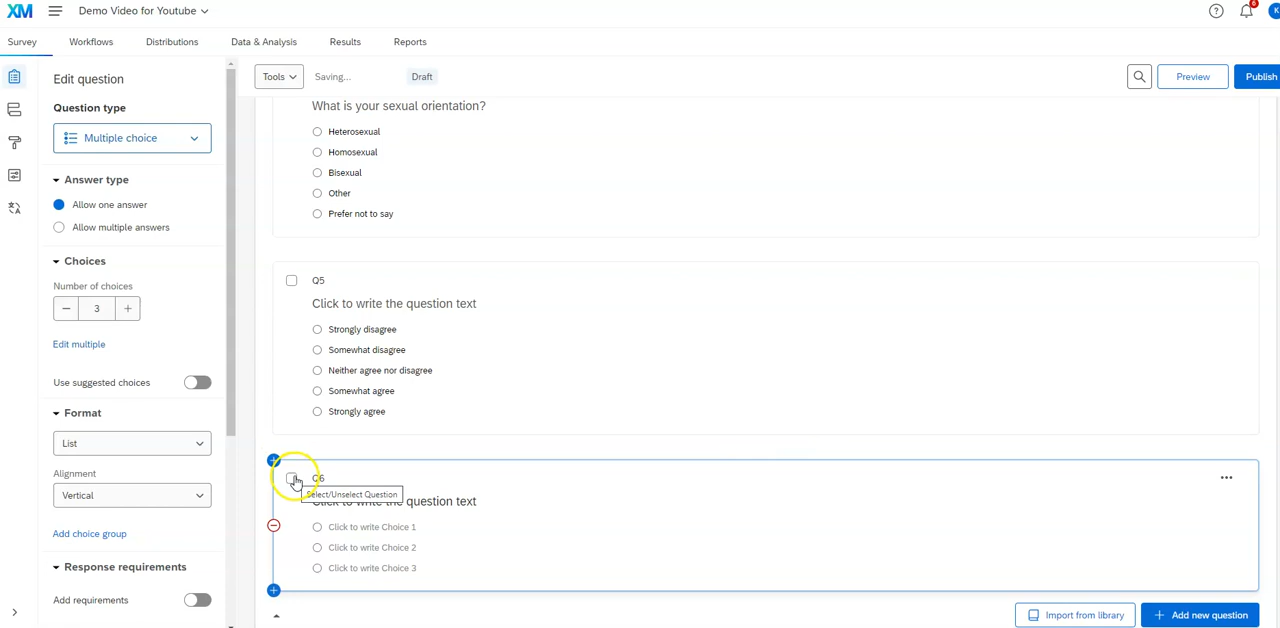 XM Demo Video for Youtube
6
K
Survey Workflows Distributions Data & Analysis Results Reports
Edit question
Tools Saving... Draft Preview Publish
Question type
Multiple choice
Answer type
Allow one answer
Allow multiple answers
Choices
Number of choices
3
Edit multiple
Use suggested choices
Format
List
Alignment
Vertical
Add choice group
Response requirements
Add requirements
What is your sexual orientation?
Heterosexual
Homosexual
Bisexual
Other
Prefer not to say
Q5
Click to write the question text
Strongly disagree
Somewhat disagree
Neither agree nor disagree
Somewhat agree
Strongly agree
Q6
Select/Unselect Question
Click to write the question text
Click to write Choice 1
Click to write Choice 2
Click to write Choice 3
Import from library
Add new question